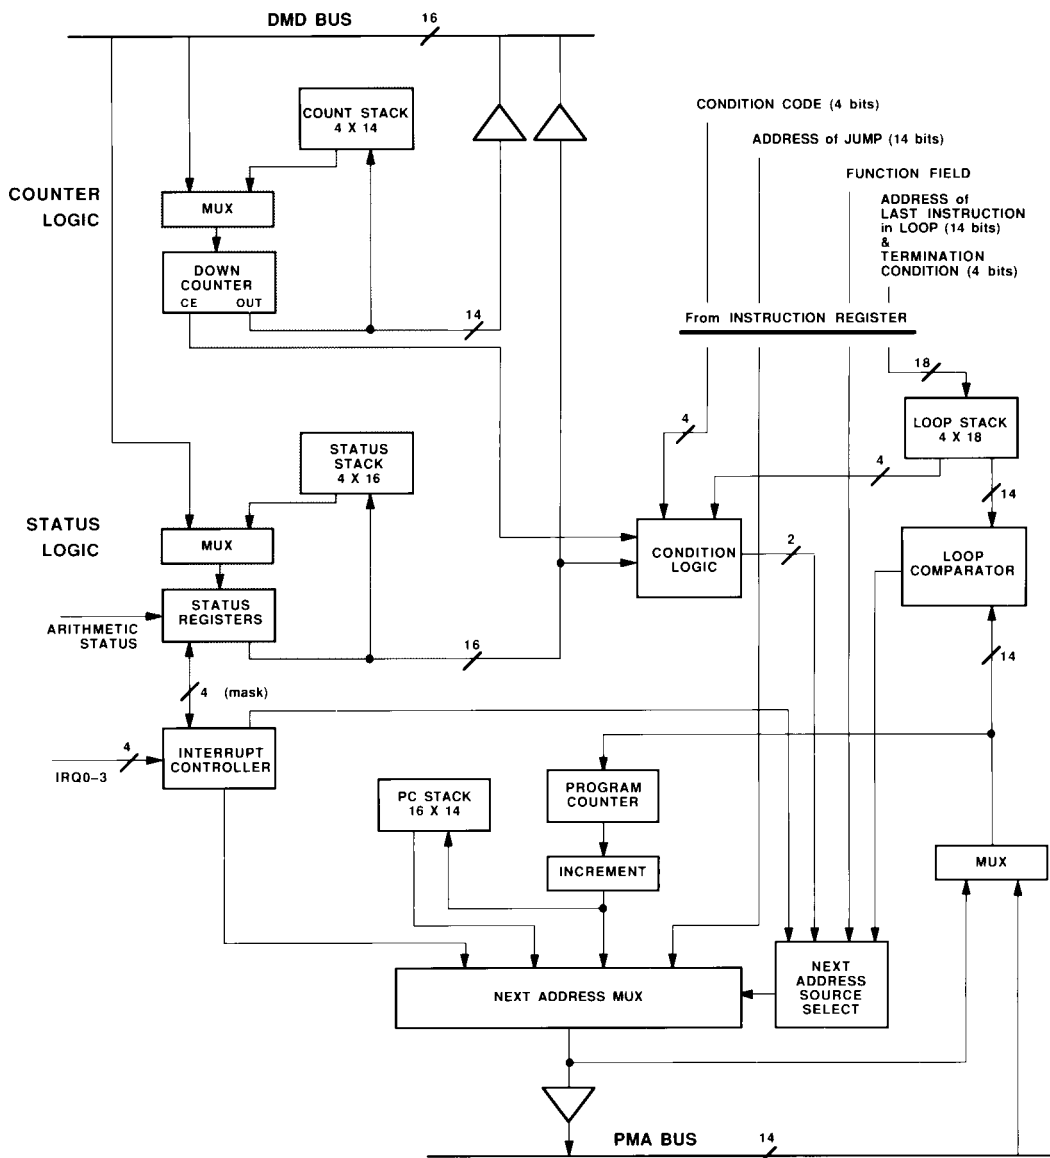 DMD BUS
16
COUNT STACK
4 X 14
CONDITION CODE (4 bits)
ADDRESS of JUMP (14 bits)
FUNCTION FIELD
ADDRESS of
LAST INSTRUCTION
in LOOP (14 bits)
&
TERMINATION
CONDITION (4 bits)
COUNTER
LOGIC
MUX
DOWN
COUNTER
CE OUT
14
From INSTRUCTION REGISTER
18
LOOP STACK
4 X 18
4
4
14
STATUS
STACK
4 X 16
STATUS
LOGIC
MUX
CONDITION
LOGIC
2
LOOP
COMPARATOR
STATUS
REGISTERS
ARITHMETIC
STATUS
16
14
4 (mask)
INTERRUPT
CONTROLLER
4
IRQ0-3
PC STACK
16 X 14
PROGRAM
COUNTER
INCREMENT
MUX
NEXT ADDRESS MUX
NEXT
ADDRESS
SOURCE
SELECT
PMA BUS
14